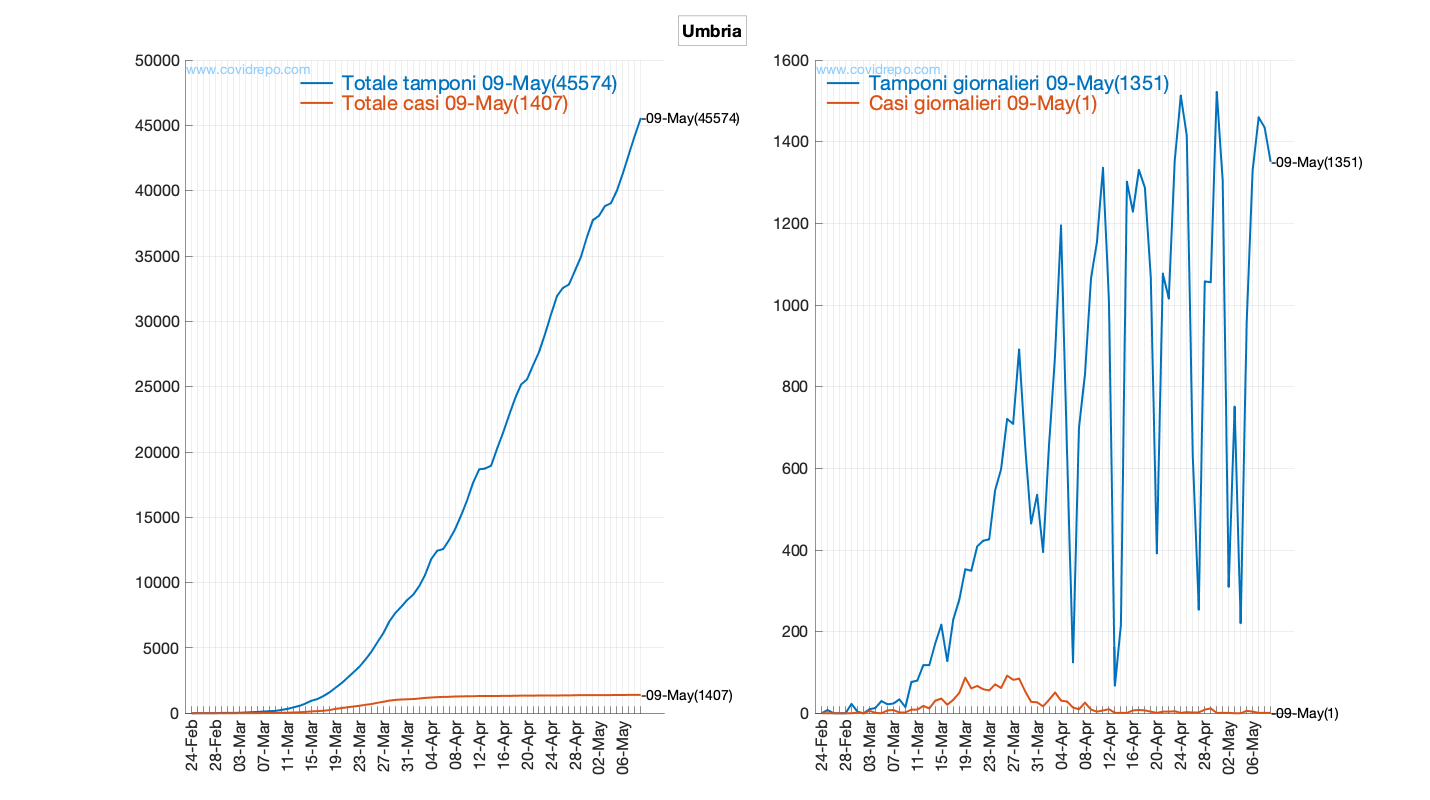 Umbria
www.covidrepo.com
Totale tamponi 09-May(45574)
Totale casi 09-May(1407)
50000
45000
40000
35000
30000
25000
20000
15000
10000
5000
0
-09-May(45574)
-09-May(1407)
24-Feb
28-Feb
03-Mar
07-Mar
11-Mar
15-Mar
19-Mar
23-Mar
27-Mar
31-Mar
04-Apr
08-Apr
12-Apr
16-Apr
20-Apr
24-Apr
28-Apr
02-May
06-May
www.covidrepo.com
Tamponi giornalieri 09-May(1351)
Casi giornalieri 09-May(1)
1600
1400
1200
1000
800
600
400
200
0
-09-May(1351)
-09-May(1)
24-Feb
28-Feb
03-Mar
07-Mar
11-Mar
15-Mar
19-Mar
23-Mar
27-Mar
31-Mar
04-Apr
08-Apr
12-Apr
16-Apr
20-Apr
24-Apr
28-Apr
02-May
06-May